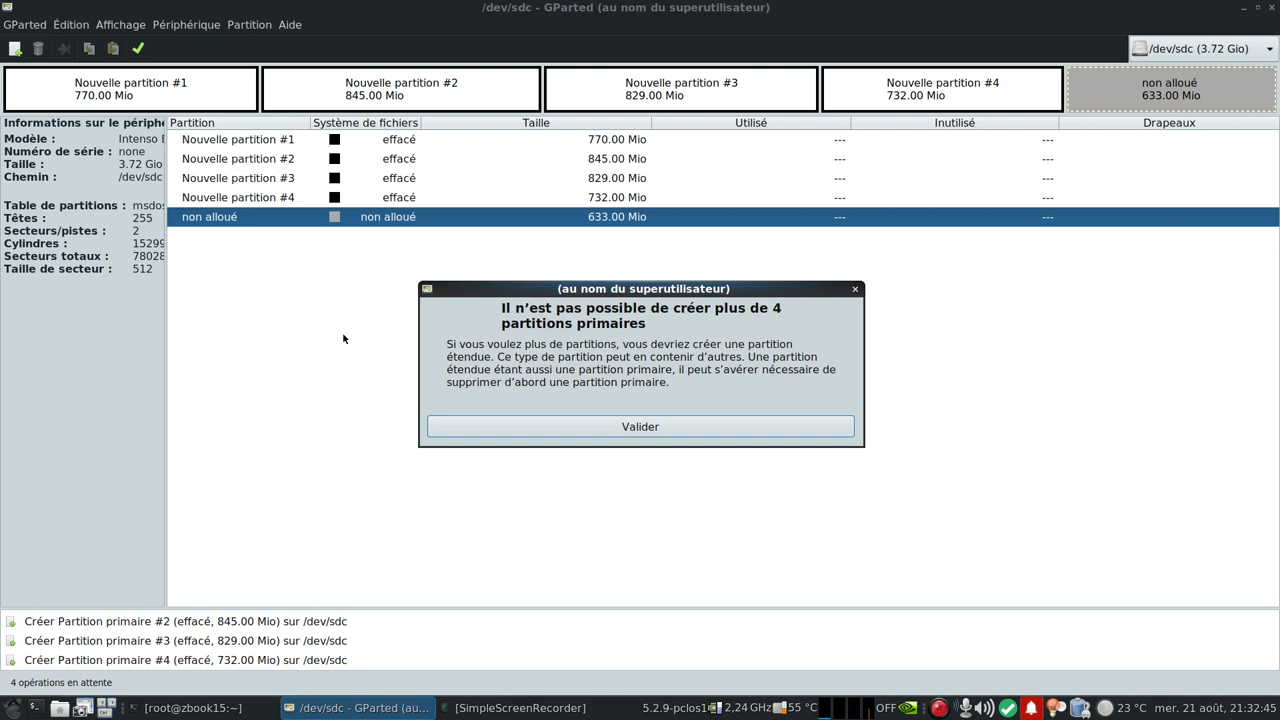 /dev/sdc - GParted (au nom du superutilisateur)
GParted Édition Affichage Périphérique Partition Aide
/dev/sdc (3.72 Gio)
Nouvelle partition #1
770.00 Mio
Nouvelle partition #2
845.00 Mio
Nouvelle partition #3
829.00 Mio
Nouvelle partition #4
732.00 Mio
non alloué
633.00 Mio
Informations sur le périphé
Modèle : Intenso
Numéro de série : none
Taille : 3.72 Gio
Chemin : /dev/sdc
Table de partitions : msdos
Têtes : 255
Secteurs/pistes : 2
Cylindres : 15299
Secteurs totaux : 78028
Taille de secteur : 512
Partition Système de fichiers Taille Utilisé Inutilisé Drapeaux
Nouvelle partition #1 effacé 770.00 Mio --- ---
Nouvelle partition #2 effacé 845.00 Mio --- ---
Nouvelle partition #3 effacé 829.00 Mio --- ---
Nouvelle partition #4 effacé 732.00 Mio --- ---
non alloué non alloué 633.00 Mio --- ---
(au nom du superutilisateur)
Il n’est pas possible de créer plus de 4
partitions primaires
Si vous voulez plus de partitions, vous devriez créer une partition
étendue. Ce type de partition peut en contenir d’autres. Une partition
étendue étant aussi une partition primaire, il peut s’avérer nécessaire de
supprimer d’abord une partition primaire.
Valider
Créer Partition primaire #2 (effacé, 845.00 Mio) sur /dev/sdc
Créer Partition primaire #3 (effacé, 829.00 Mio) sur /dev/sdc
Créer Partition primaire #4 (effacé, 732.00 Mio) sur /dev/sdc
4 opérations en attente
[root@zbook15:~] /dev/sdc - GParted (au... [SimpleScreenRecorder] 5.2.9-pclos1 2,24 GHz 55 °C OFF 23 °C mer. 21 août, 21:32:45